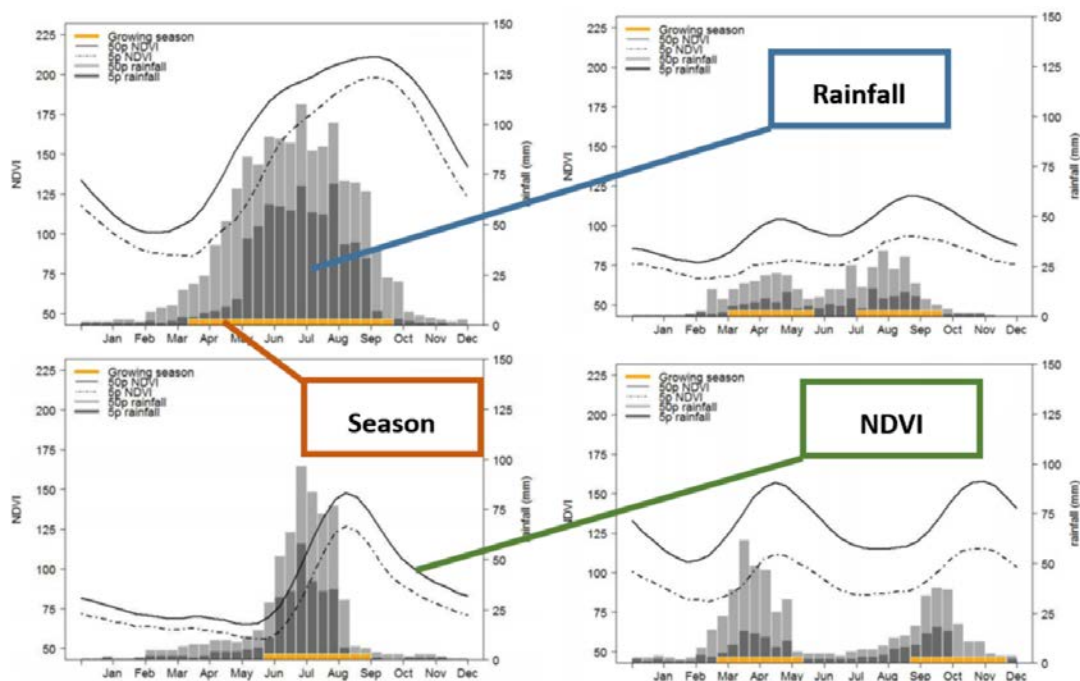 225
200
175
150
125
100
75
50
NDVI
Growing season
50p NDVI
5p NDVI
50p rainfall
5p rainfall
150
125
100
75
50
25
0
rainfall (mm)
Jan Feb Mar Apr May Jun Jul Aug Sep Oct Nov Dec
225
200
175
150
125
100
75
50
NDVI
Growing season
50p NDVI
5p NDVI
50p rainfall
5p rainfall
Rainfall
150
125
100
75
50
25
0
rainfall (mm)
Jan Feb Mar Apr May Jun Jul Aug Sep Oct Nov Dec
225
200
175
150
125
100
75
50
NDVI
Growing season
50p NDVI
5p NDVI
50p rainfall
5p rainfall
Season
150
125
100
75
50
25
0
rainfall (mm)
Jan Feb Mar Apr May Jun Jul Aug Sep Oct Nov Dec
225
200
175
150
125
100
75
50
NDVI
Growing season
50p NDVI
5p NDVI
50p rainfall
5p rainfall
NDVI
150
125
100
75
50
25
0
rainfall (mm)
Jan Feb Mar Apr May Jun Jul Aug Sep Oct Nov Dec